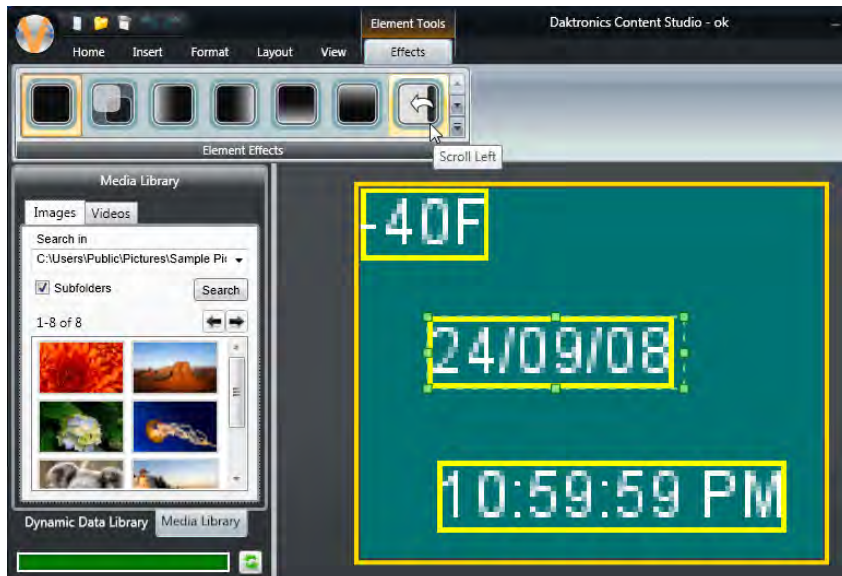 Element Tools
Daktronics Content Studio - ok
Home Insert Format Layout View Effects
Element Effects
Scroll Left
Media Library
Images Videos
Search in
C:\Users\Public\Pictures\Sample Pic
Subfolders
Search
1-8 of 8
Dynamic Data Library Media Library
-40F
24/09/08
10:59:59 PM